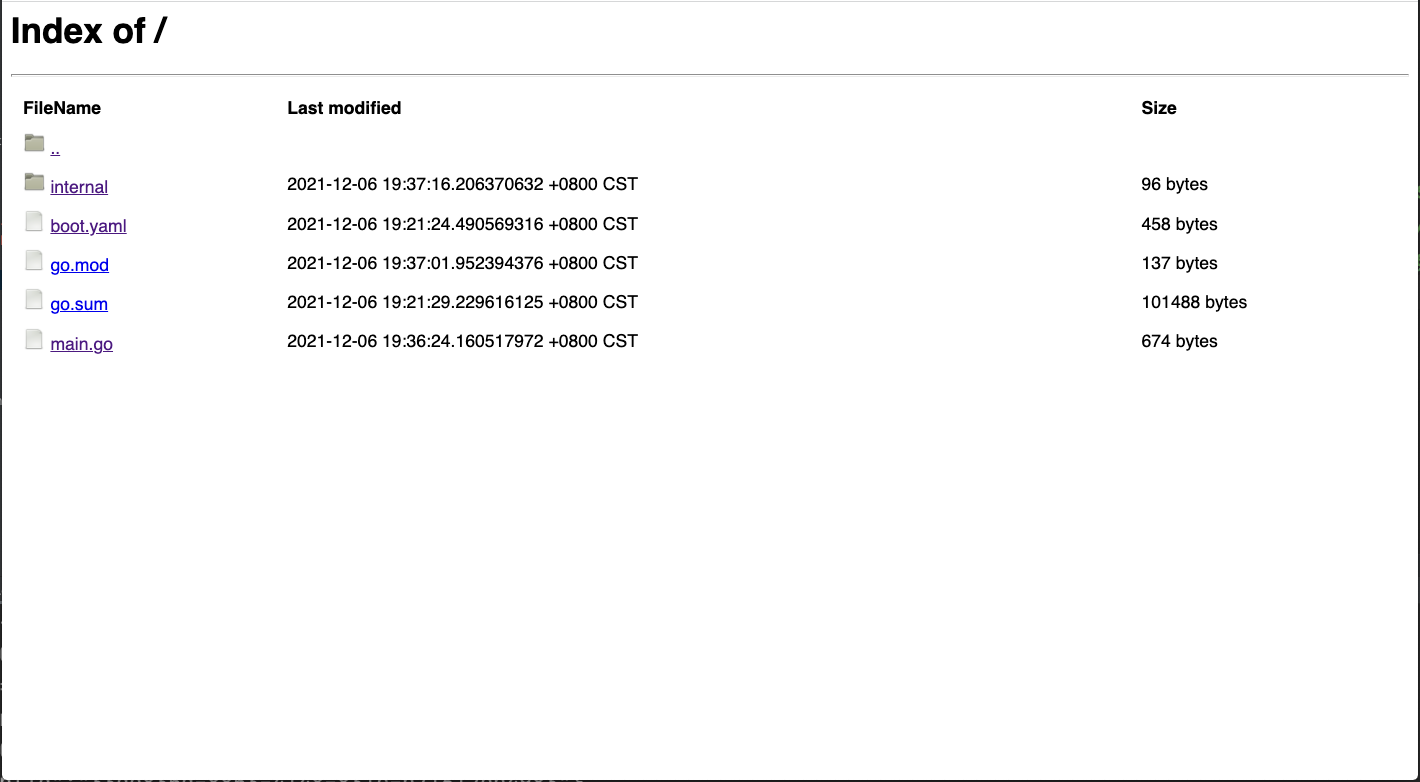 Index of /
FileName Last modified Size
..
internal 2021-12-06 19:37:16.206370632 +0800 CST 96 bytes
boot.yaml 2021-12-06 19:21:24.490569316 +0800 CST 458 bytes
go.mod 2021-12-06 19:37:01.952394376 +0800 CST 137 bytes
go.sum 2021-12-06 19:21:29.229616125 +0800 CST 101488 bytes
main.go 2021-12-06 19:36:24.160517972 +0800 CST 674 bytes